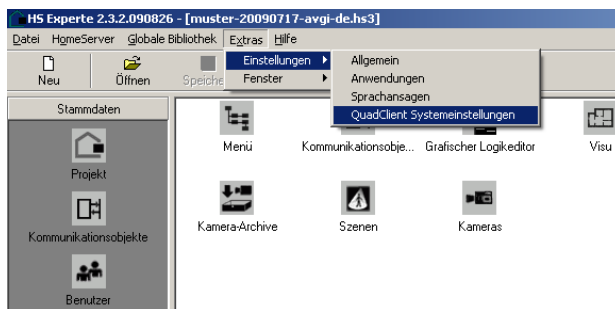 HS Experte 2.3.2.090826 - [muster-20090717-avgi-de.hs3]
Datei HomeServer Globale Bibliothek Extras Hilfe
Neu Öffnen Speiche
Einstellungen
Fenster
Allgemein
Anwendungen
Sprachansagen
QuadClient Systemeinstellungen
Stammdaten
Projekt
Kommunikationsobjekte
Benutzer
Menü Kommunikationsobje... Grafischer Logikeditor Visu
Kamera-Archive Szenen Kameras